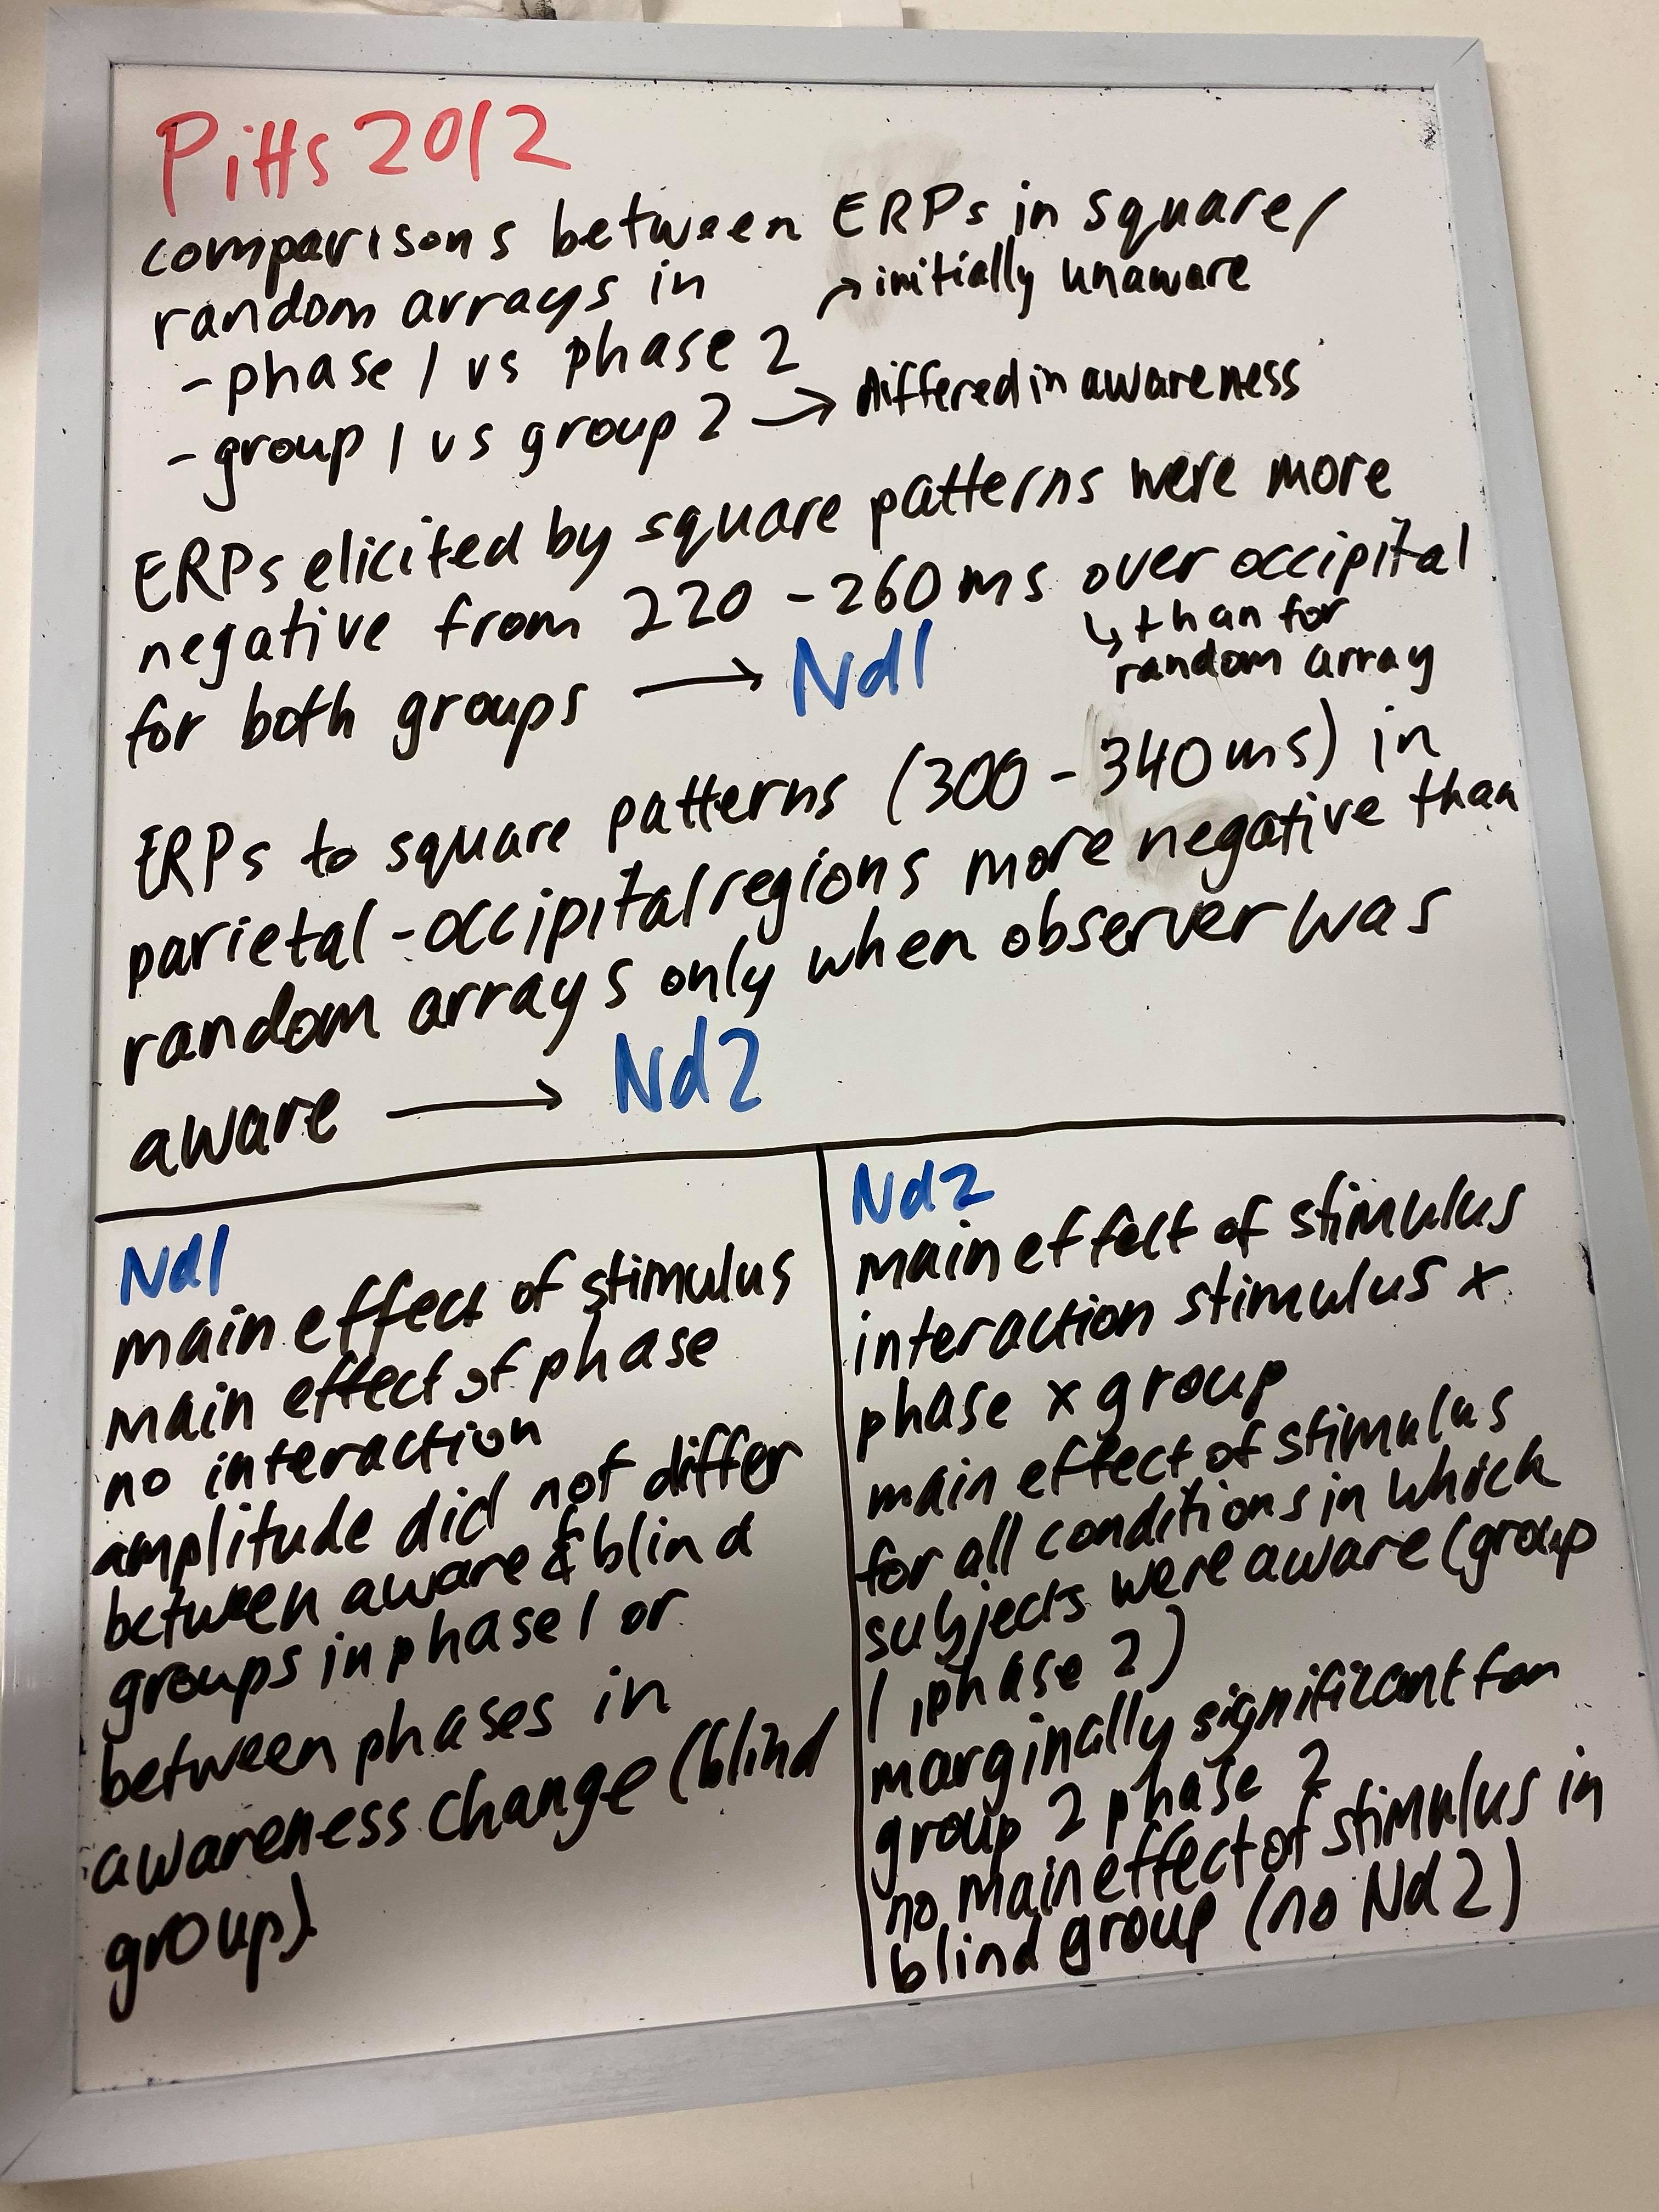 Pitts 2012
comparisons between ERPs in square/
random arrays in
↗ initially unaware
- phase 1 vs phase 2
- group 1 vs group 2 → differed in awareness
ERPs elicited by square patterns were more
negative from 220 - 260 ms over occipital
↳ than for
random array
for both groups → Nd1
ERPs to square patterns (300 - 340 ms) in
parietal-occipital regions more negative than
random arrays only when observer was
aware → Nd2
Nd1
main effect of stimulus
main effect of phase
no interaction
amplitude did not differ
between aware & blind
groups in phase 1 or
between phases in
awareness change (blind
group)
Nd2
main effect of stimulus
interaction stimulus x
phase x group
main effect of stimulus
for all conditions in which
subjects were aware (group
1, phase 2)
marginally significant for
group 2 phase 2
no main effect of stimulus in
blind group (no Nd2)